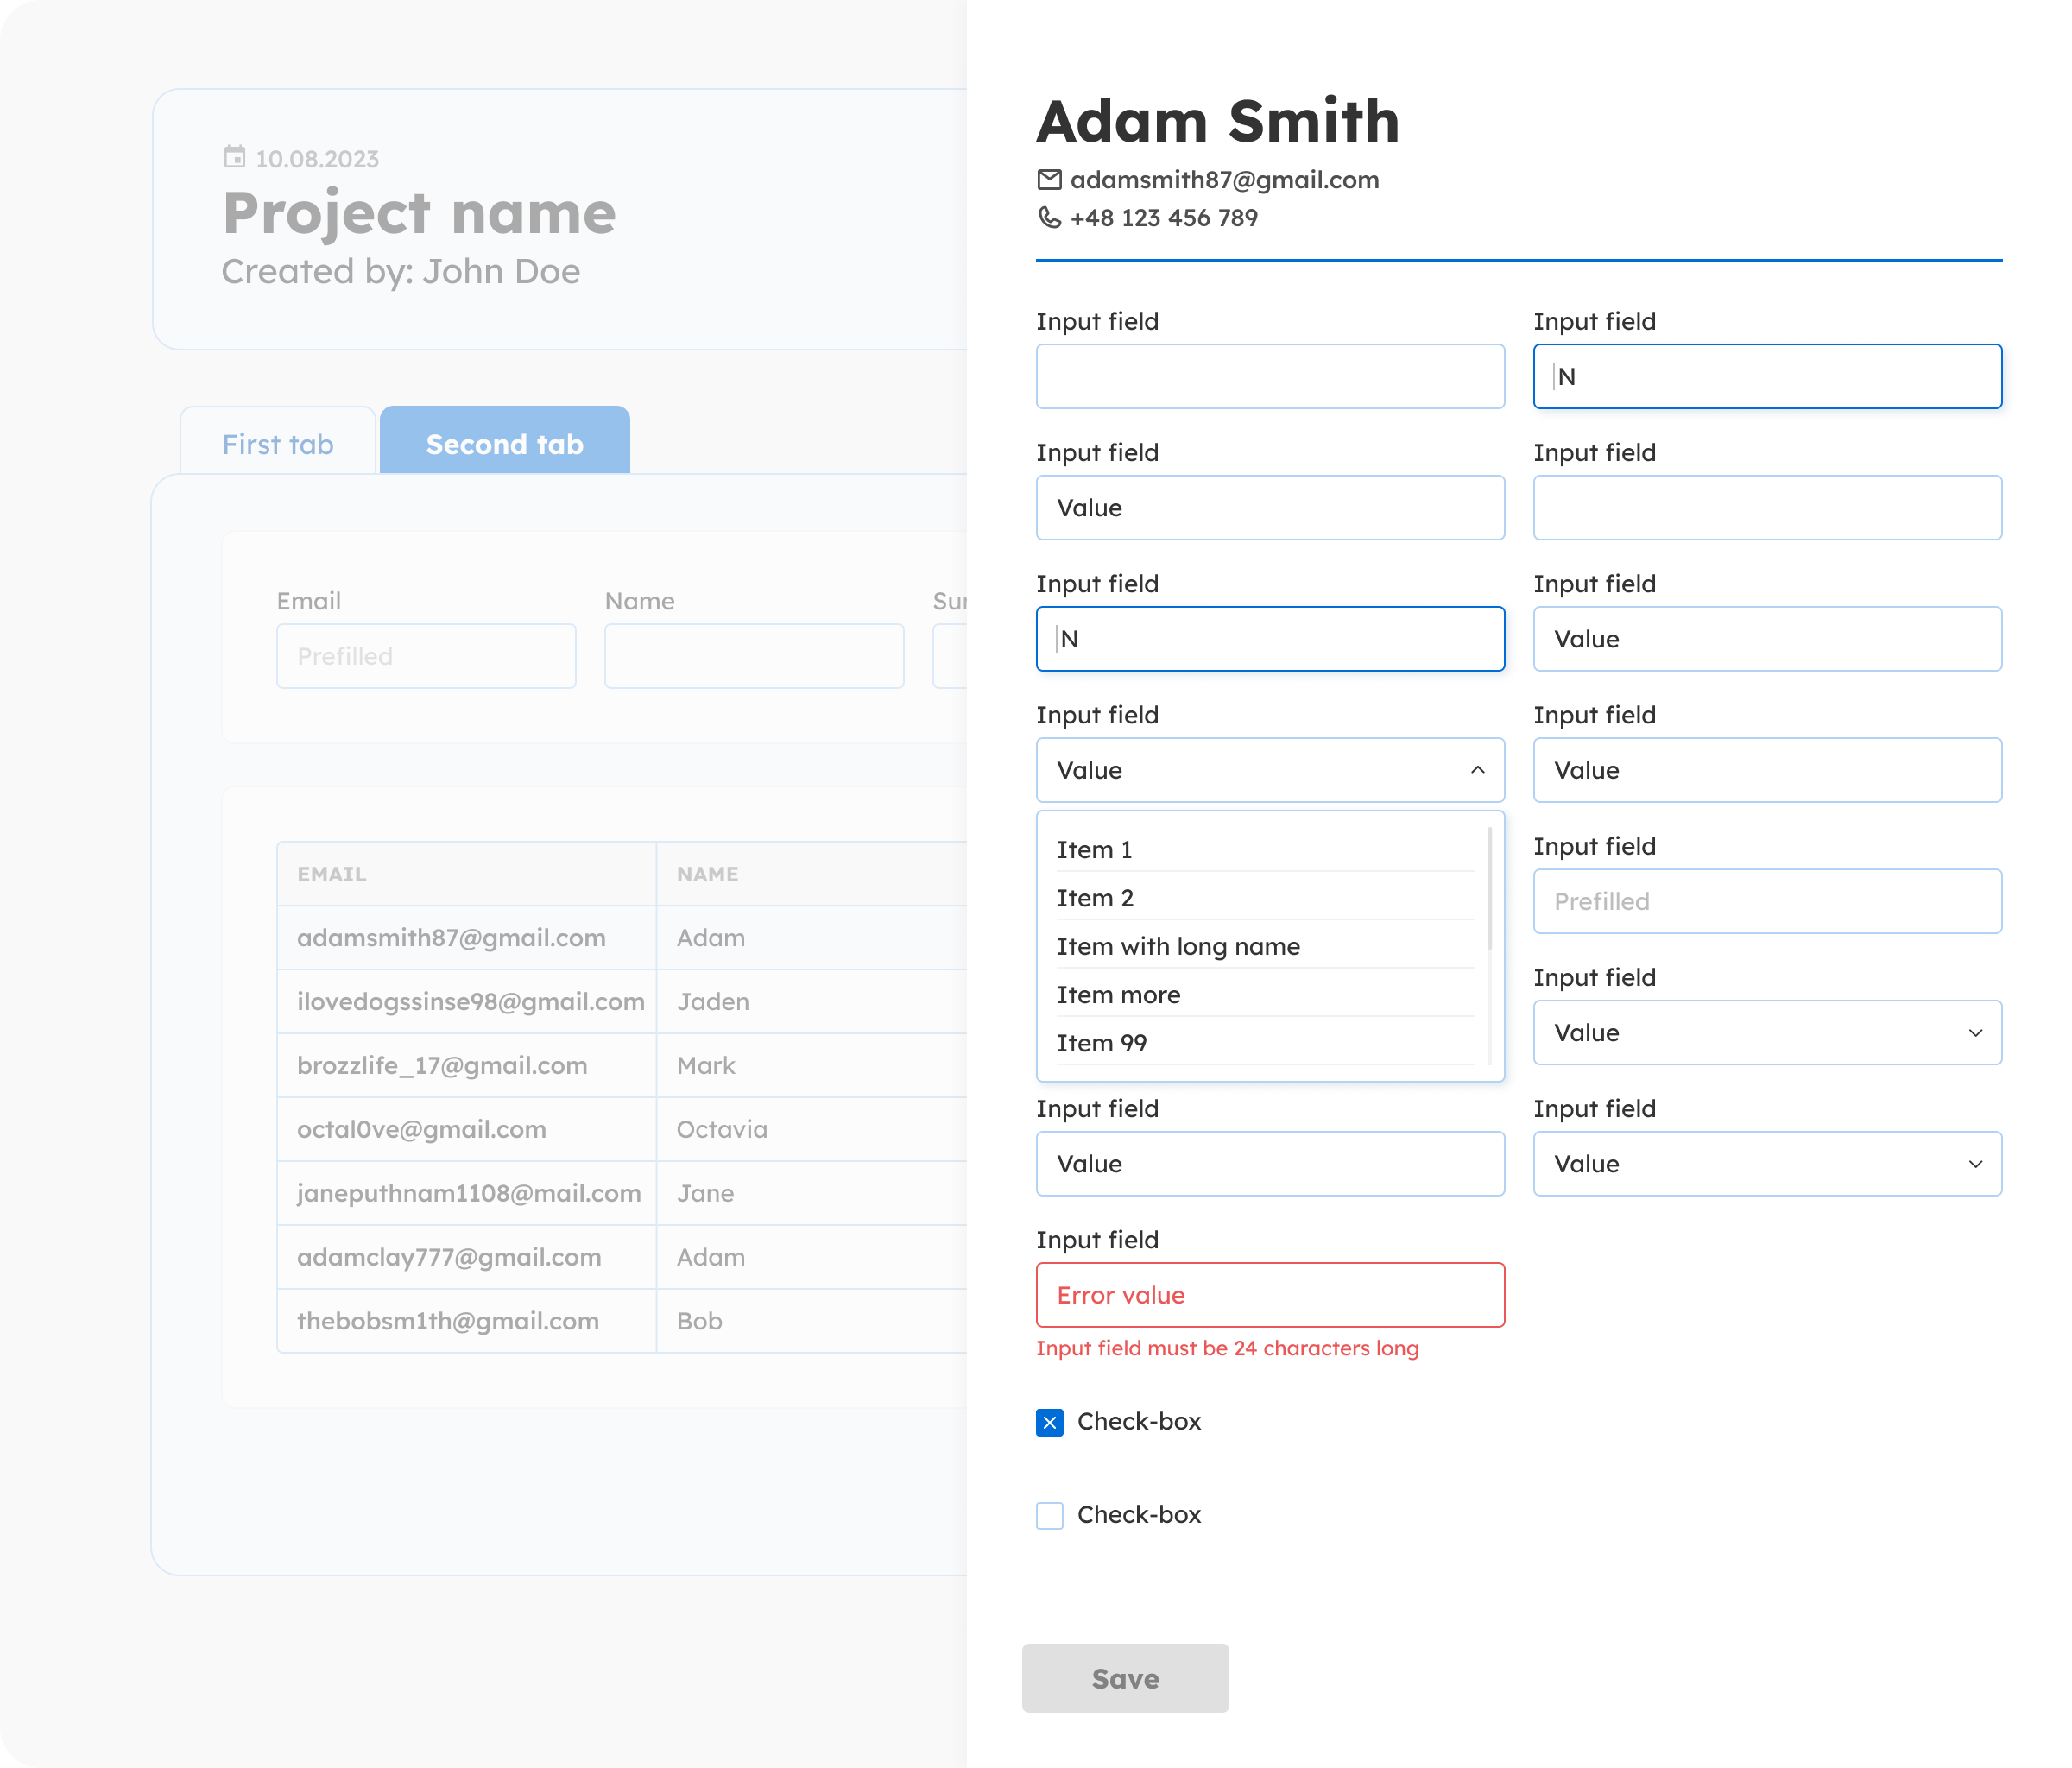 10.08.2023
Project name
Created by: John Doe
First tab
Second tab
Email
Name
Prefilled
EMAIL
NAME
adamsmith87@gmail.com
Adam
ilovedogssinse98@gmail.com
Jaden
brozzlife_17@gmail.com
Mark
octal0ve@gmail.com
Octavia
janeputhnam1108@mail.com
Jane
adamclay777@gmail.com
Adam
thebobsm1th@gmail.com
Bob
Adam Smith
adamsmith87@gmail.com
+48 123 456 789
Input field
Input field
N
Input field
Input field
Value
Input field
Input field
N
Value
Input field
Input field
Value
Value
Item 1
Item 2
Item with long name
Item more
Item 99
Input field
Prefilled
Input field
Value
Input field
Input field
Value
Value
Input field
Error value
Input field must be 24 characters long
Check-box
Check-box
Save